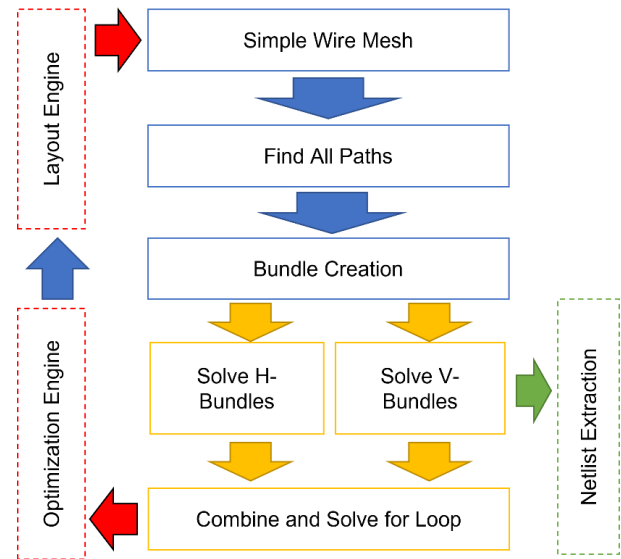 Layout Engine
Simple Wire Mesh
Find All Paths
Bundle Creation
Optimization Engine
Solve H-
Bundles
Solve V-
Bundles
Netlist Extraction
Combine and Solve for Loop